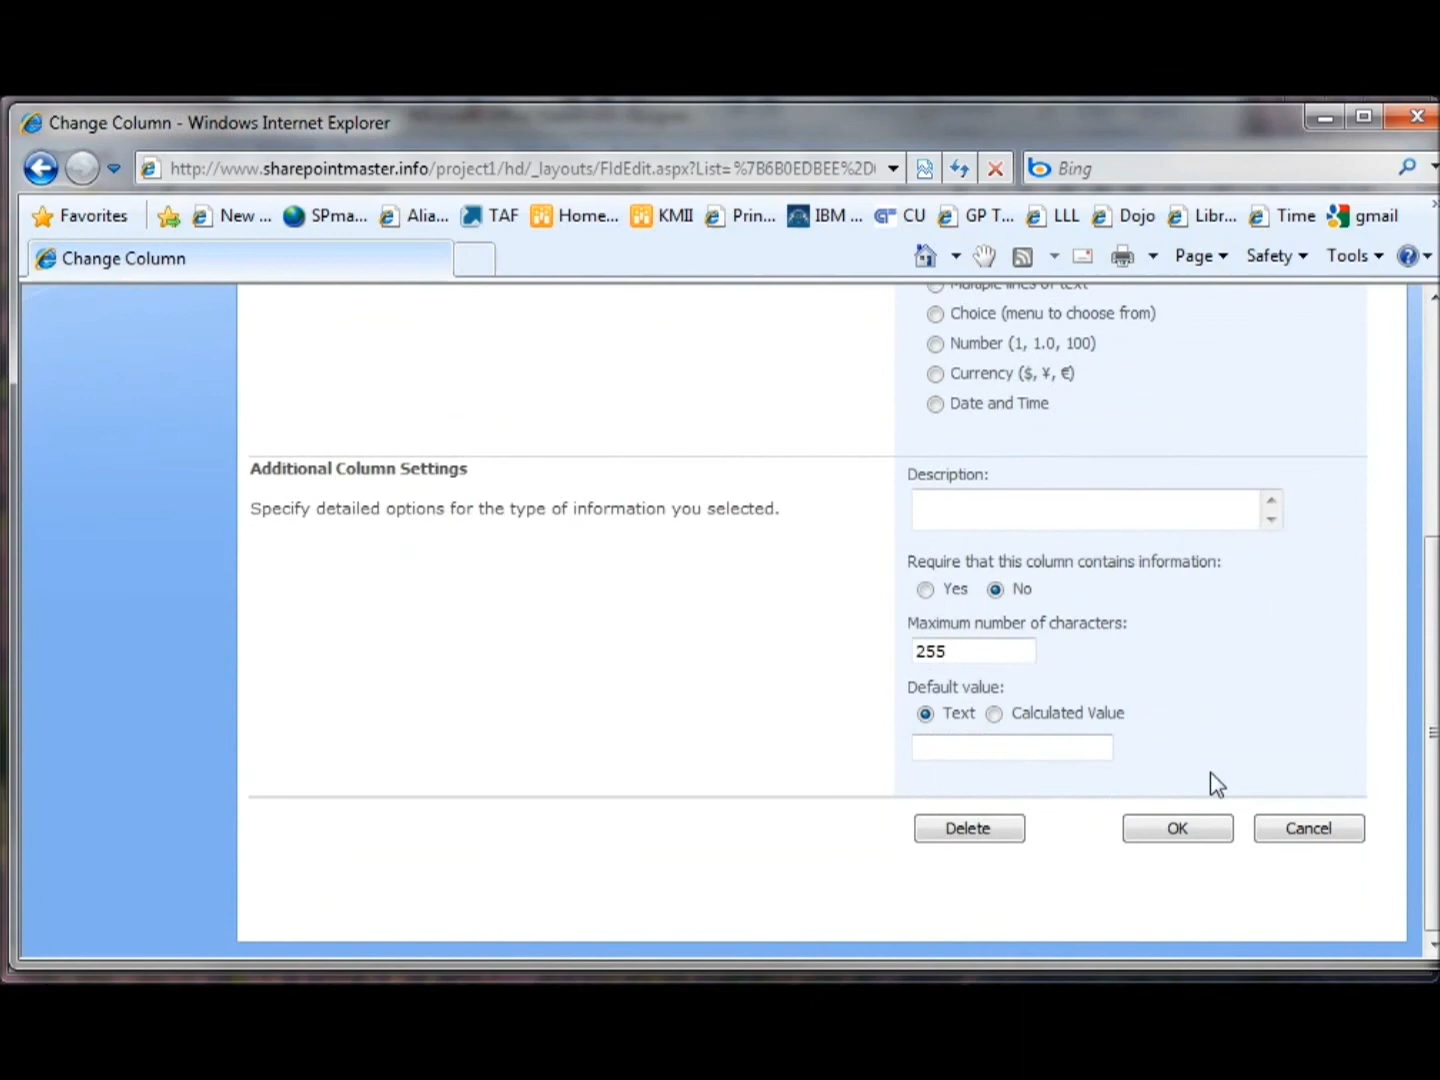 Change Column - Windows Internet Explorer
http://www.sharepointmaster.info/project1/hd/_layouts/FldEdit.aspx?List=%7B6B0EDBEE%2D
Bing
Favorites New ... SPma... Alia... TAF Home... KMII Prin... IBM ... CU GP T... LLL Dojo Libr... Time gmail
Change Column
Page Safety Tools
Multiple lines of text
Choice (menu to choose from)
Number (1, 1.0, 100)
Currency ($, ¥, €)
Date and Time
Additional Column Settings
Specify detailed options for the type of information you selected.
Description:
Require that this column contains information:
Yes No
Maximum number of characters:
255
Default value:
Text Calculated Value
Delete OK Cancel